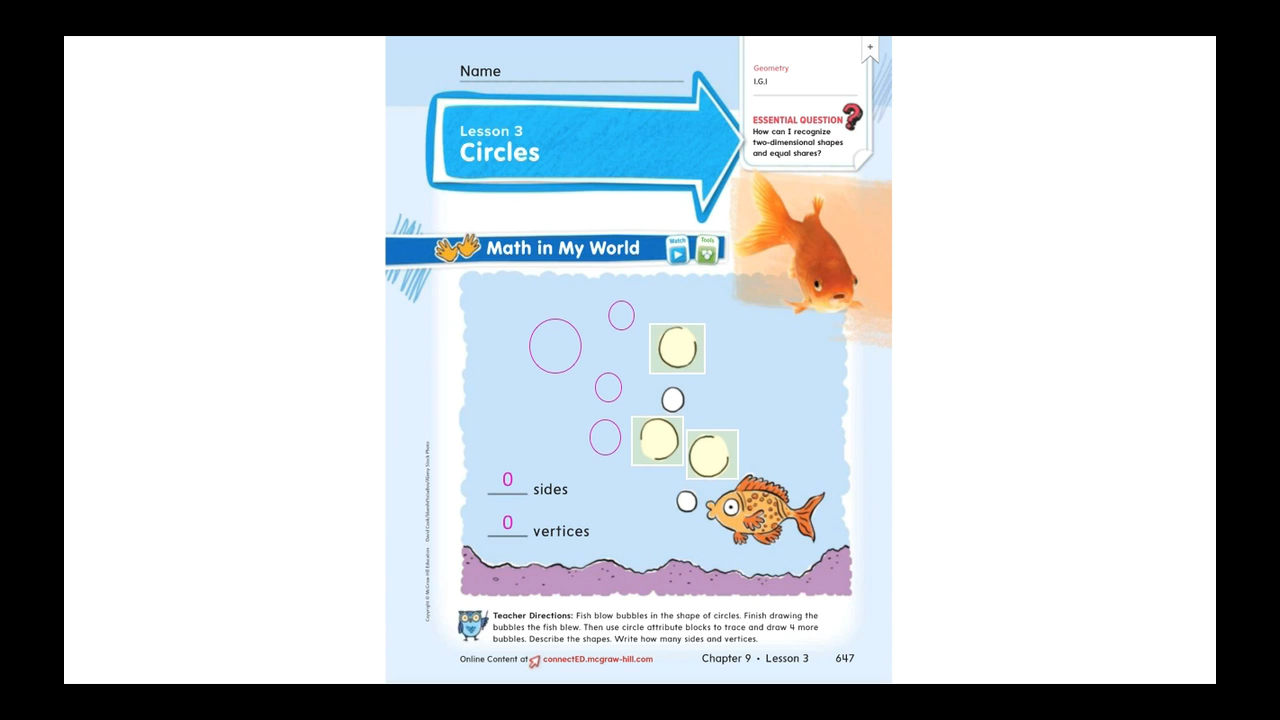 Name
Geometry
1.G.1
ESSENTIAL QUESTION
How can I recognize
two-dimensional shapes
and equal shares?
Lesson 3
Circles
Math in My World
Watch
Tools
0 sides
0 vertices
Teacher Directions: Fish blow bubbles in the shape of circles. Finish drawing the
bubbles the fish blew. Then use circle attribute blocks to trace and draw 4 more
bubbles. Describe the shapes. Write how many sides and vertices.
Online Content at connectED.mcgraw-hill.com
Chapter 9 • Lesson 3 647